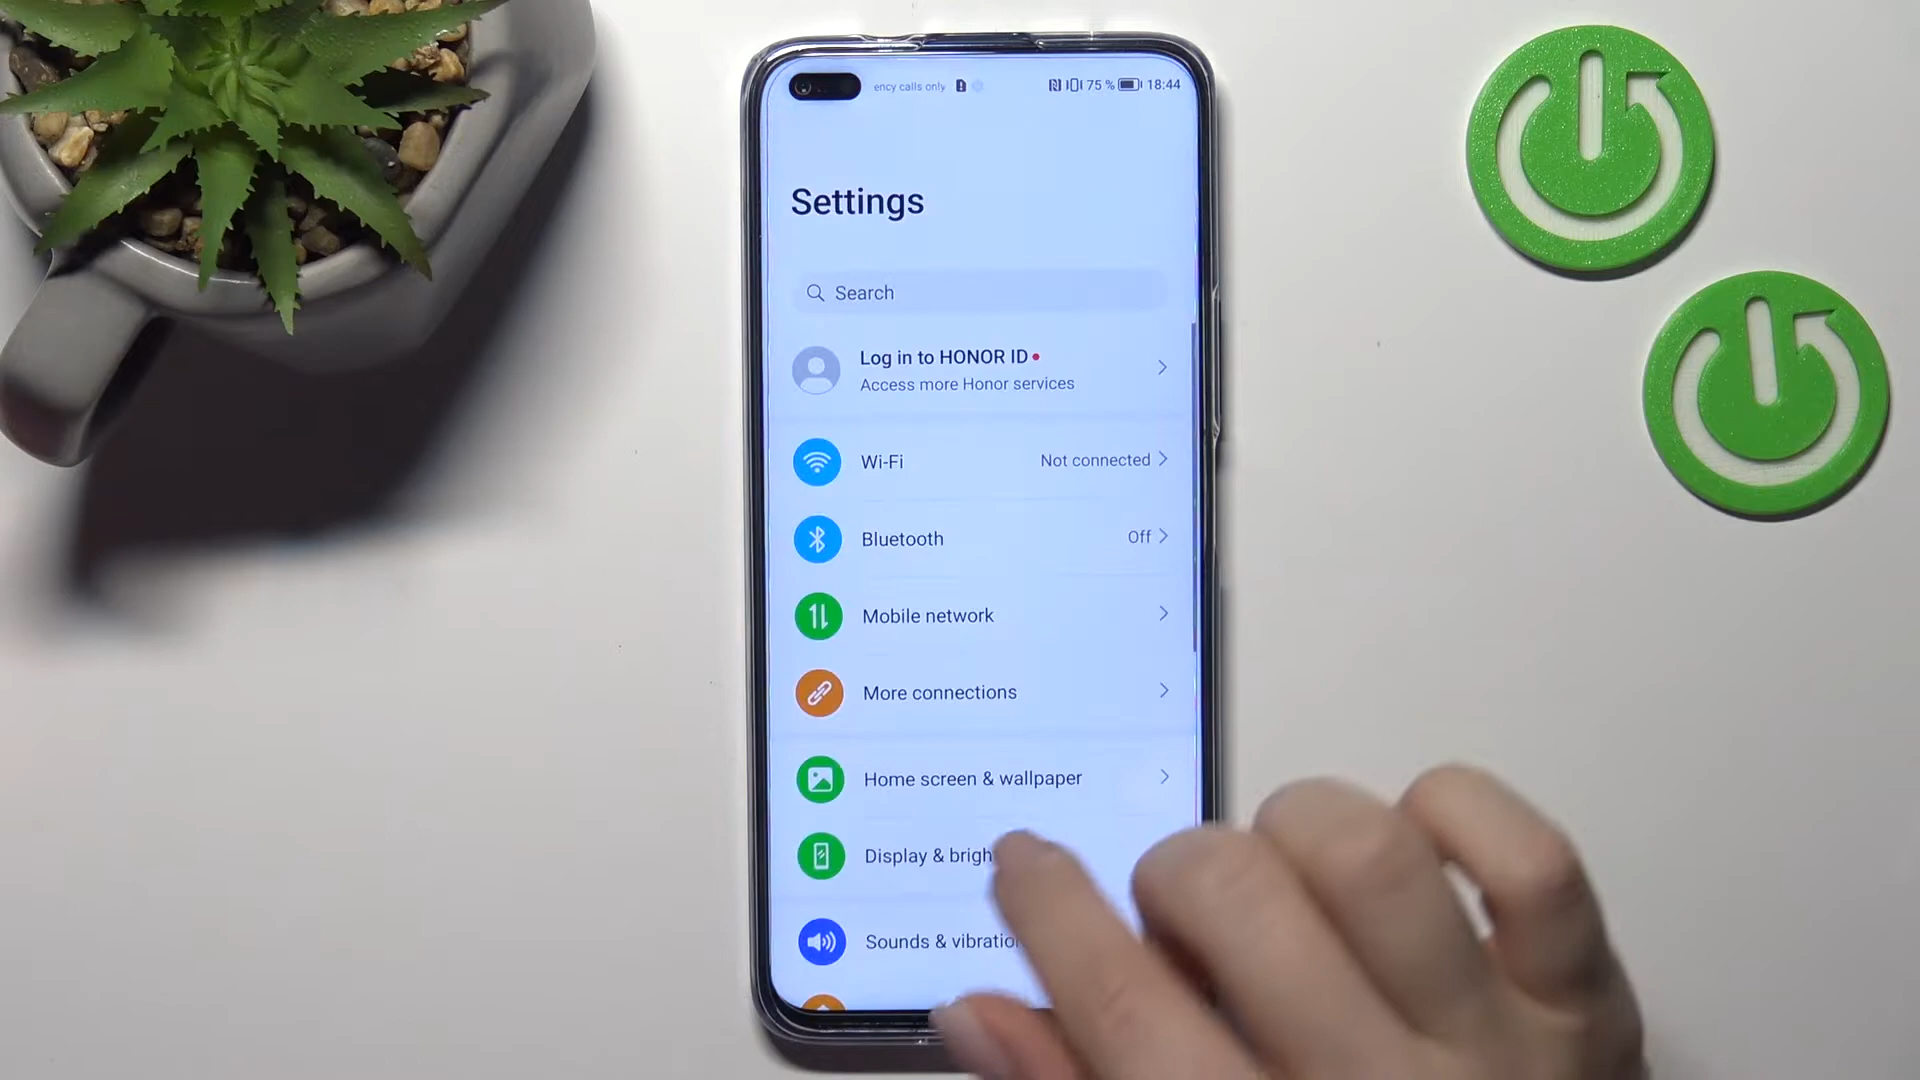 ency calls only 75 % 18:44
Settings
Search
Log in to HONOR ID
Access more Honor services
Wi-Fi Not connected
Bluetooth Off
Mobile network
More connections
Home screen & wallpaper
Display & brigh
Sounds & vibration